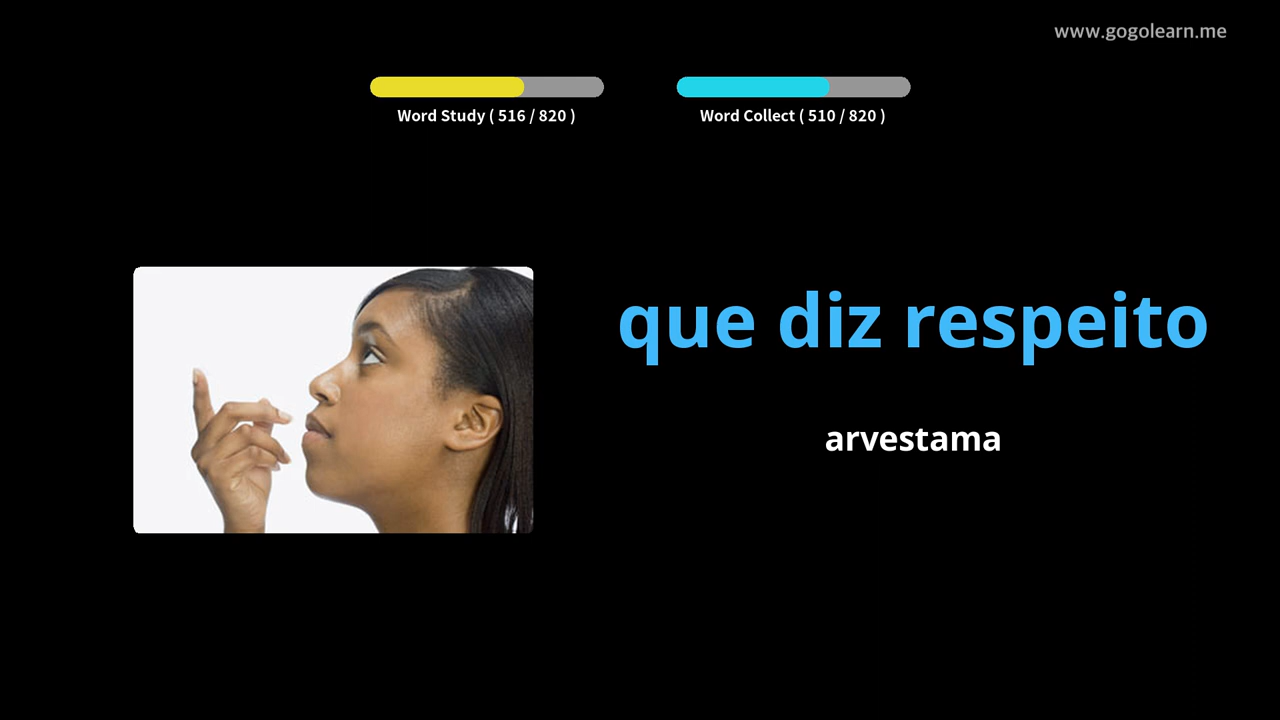 www.gogolearn.me
Word Study ( 516 / 820 )
Word Collect ( 510 / 820 )
que diz respeito
arvestama